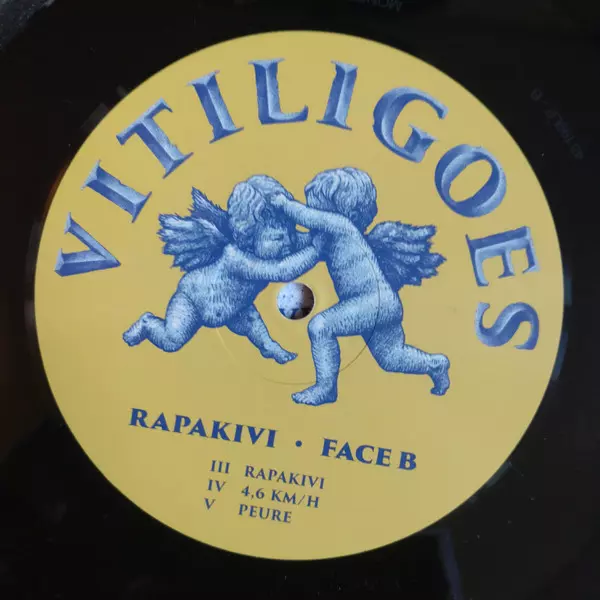 VITILIGOES
RAPAKIVI • FACE B
III RAPAKIVI
IV 4,6 KM/H
V PEURE